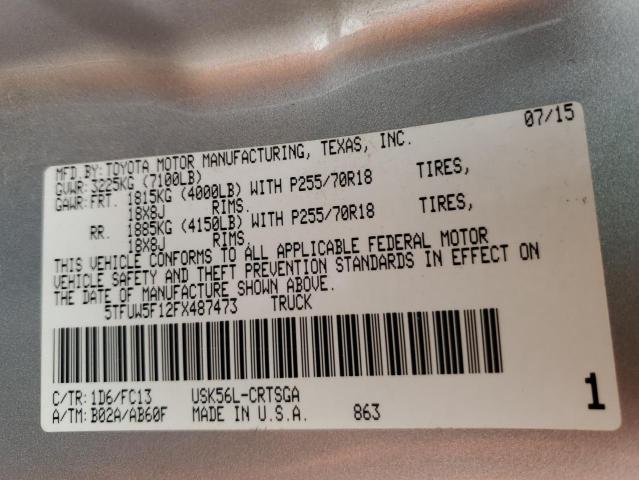 07/15
MFD.BY:TOYOTA MOTOR MANUFACTURING, TEXAS, INC.
GVWR:3225KG (7100LB)
GAWR:FRT. 1815KG (4000LB) WITH P255/70R18 TIRES,
18X8J RIMS.
RR. 1885KG (4150LB) WITH P255/70R18 TIRES,
18X8J RIMS,
THIS VEHICLE CONFORMS TO ALL APPLICABLE FEDERAL MOTOR
VEHICLE SAFETY AND THEFT PREVENTION STANDARDS IN EFFECT ON
THE DATE OF MANUFACTURE SHOWN ABOVE.
5TFUW5F12FX487473 TRUCK
C/TR:1D6/FC13 USK56L-CRTSGA
A/TM:B02A/AB60F MADE IN U.S.A. 863
1